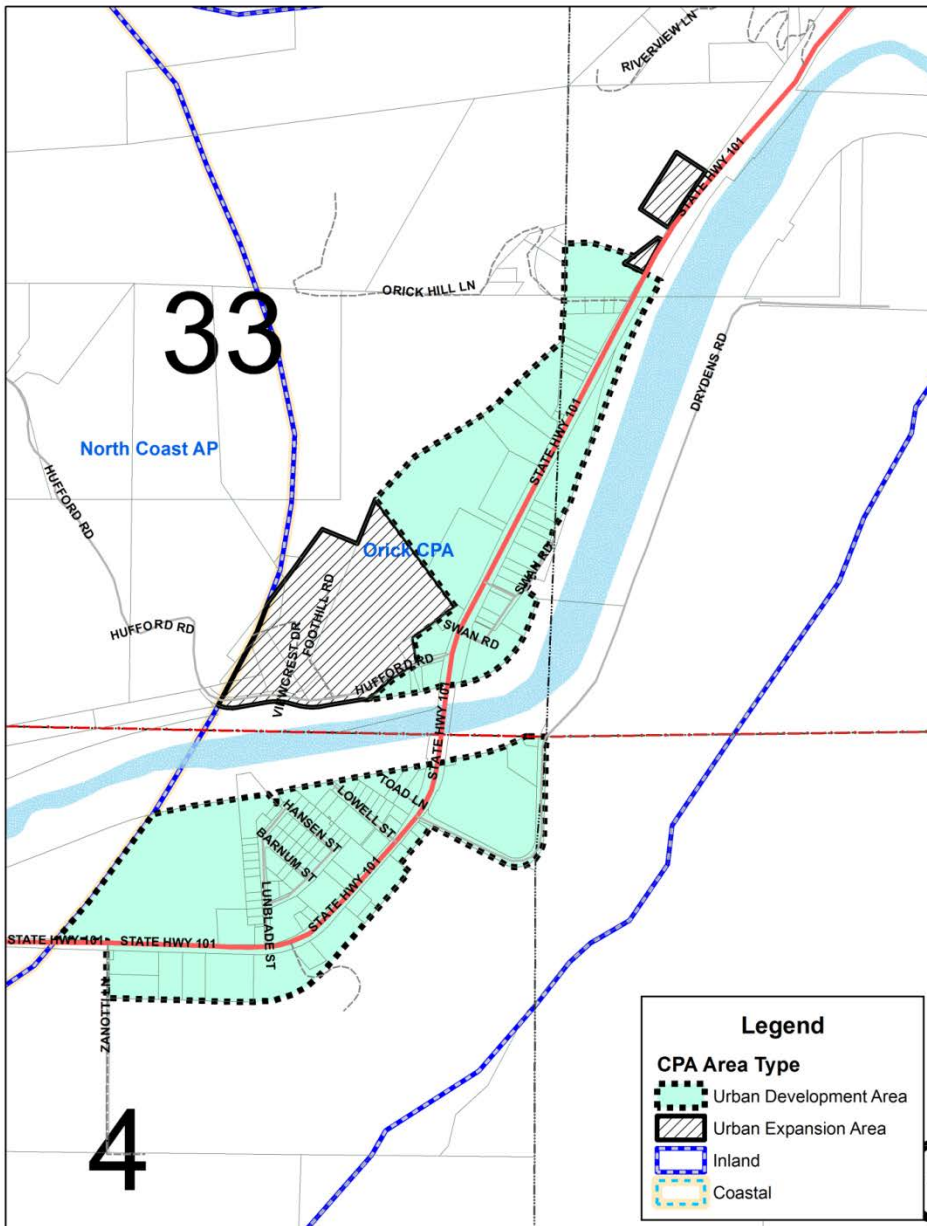 RIVERVIEW LN
STATE HWY 101
ORICK HILL LN
33
DRYDENS RD
North Coast AP
STATE HWY 101
HUFFORD RD
Orick CPA
SWAN RD
FOOTHILL RD
HUFFORD RD
VIEWCREST DR
SWAN RD
HUFFORD RD
STATE HWY 101
TOAD LN
LOWELL ST
HANSEN ST
BARNUM ST
STATE HWY 101
LUNBLADE ST
STATE HWY 101
STATE HWY 101
ZANOTTI LN
4
Legend
CPA Area Type
Urban Development Area
Urban Expansion Area
Inland
Coastal